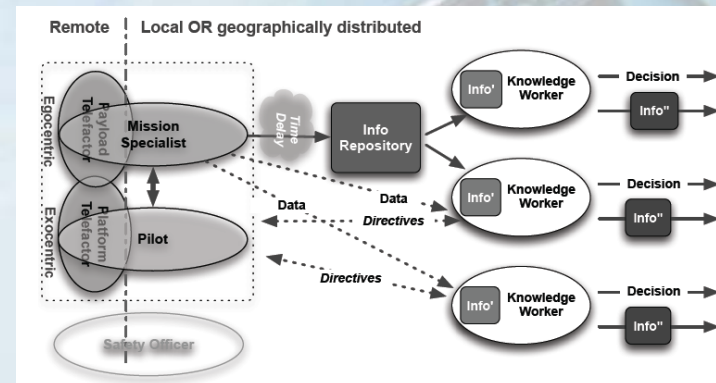 Remote
Local OR geographically distributed
Egocentric
Payload
Telefactor
Mission
Specialist
Time
Delay
Info
Repository
Info'
Knowledge
Worker
Decision
Info"
Exocentric
Platform
Telefactor
Pilot
Data
Data
Directives
Directives
Info'
Knowledge
Worker
Decision
Info"
Info'
Knowledge
Worker
Decision
Info"
Safety Officer